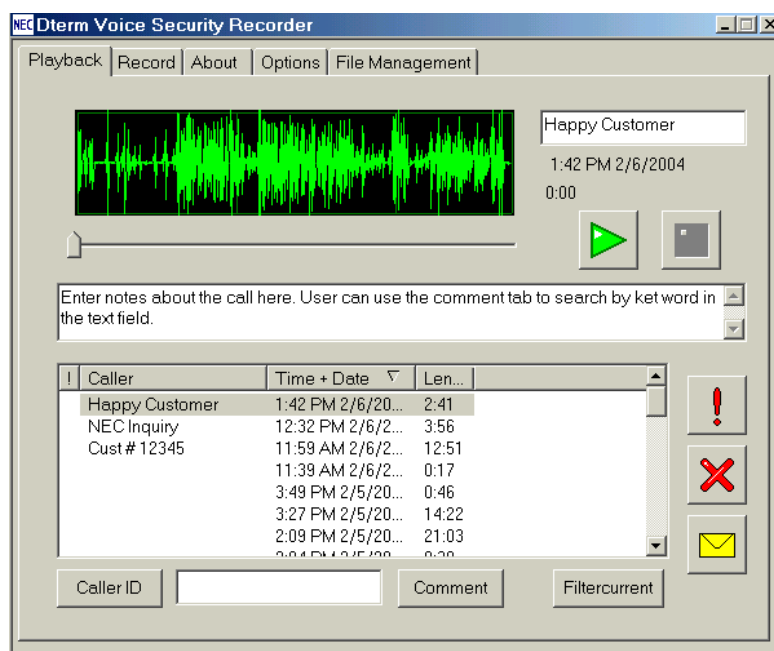 NEC Dterm Voice Security Recorder
Playback Record About Options File Management
Happy Customer
1:42 PM 2/6/2004
0:00
Enter notes about the call here. User can use the comment tab to search by ket word in
the text field.
! Caller Time + Date Len...
Happy Customer 1:42 PM 2/6/20... 2:41
NEC Inquiry 12:32 PM 2/6/2... 3:56
Cust # 12345 11:59 AM 2/6/2... 12:51
11:39 AM 2/6/2... 0:17
3:49 PM 2/5/20... 0:46
3:27 PM 2/5/20... 14:22
2:09 PM 2/5/20... 21:03
Caller ID Comment Filtercurrent